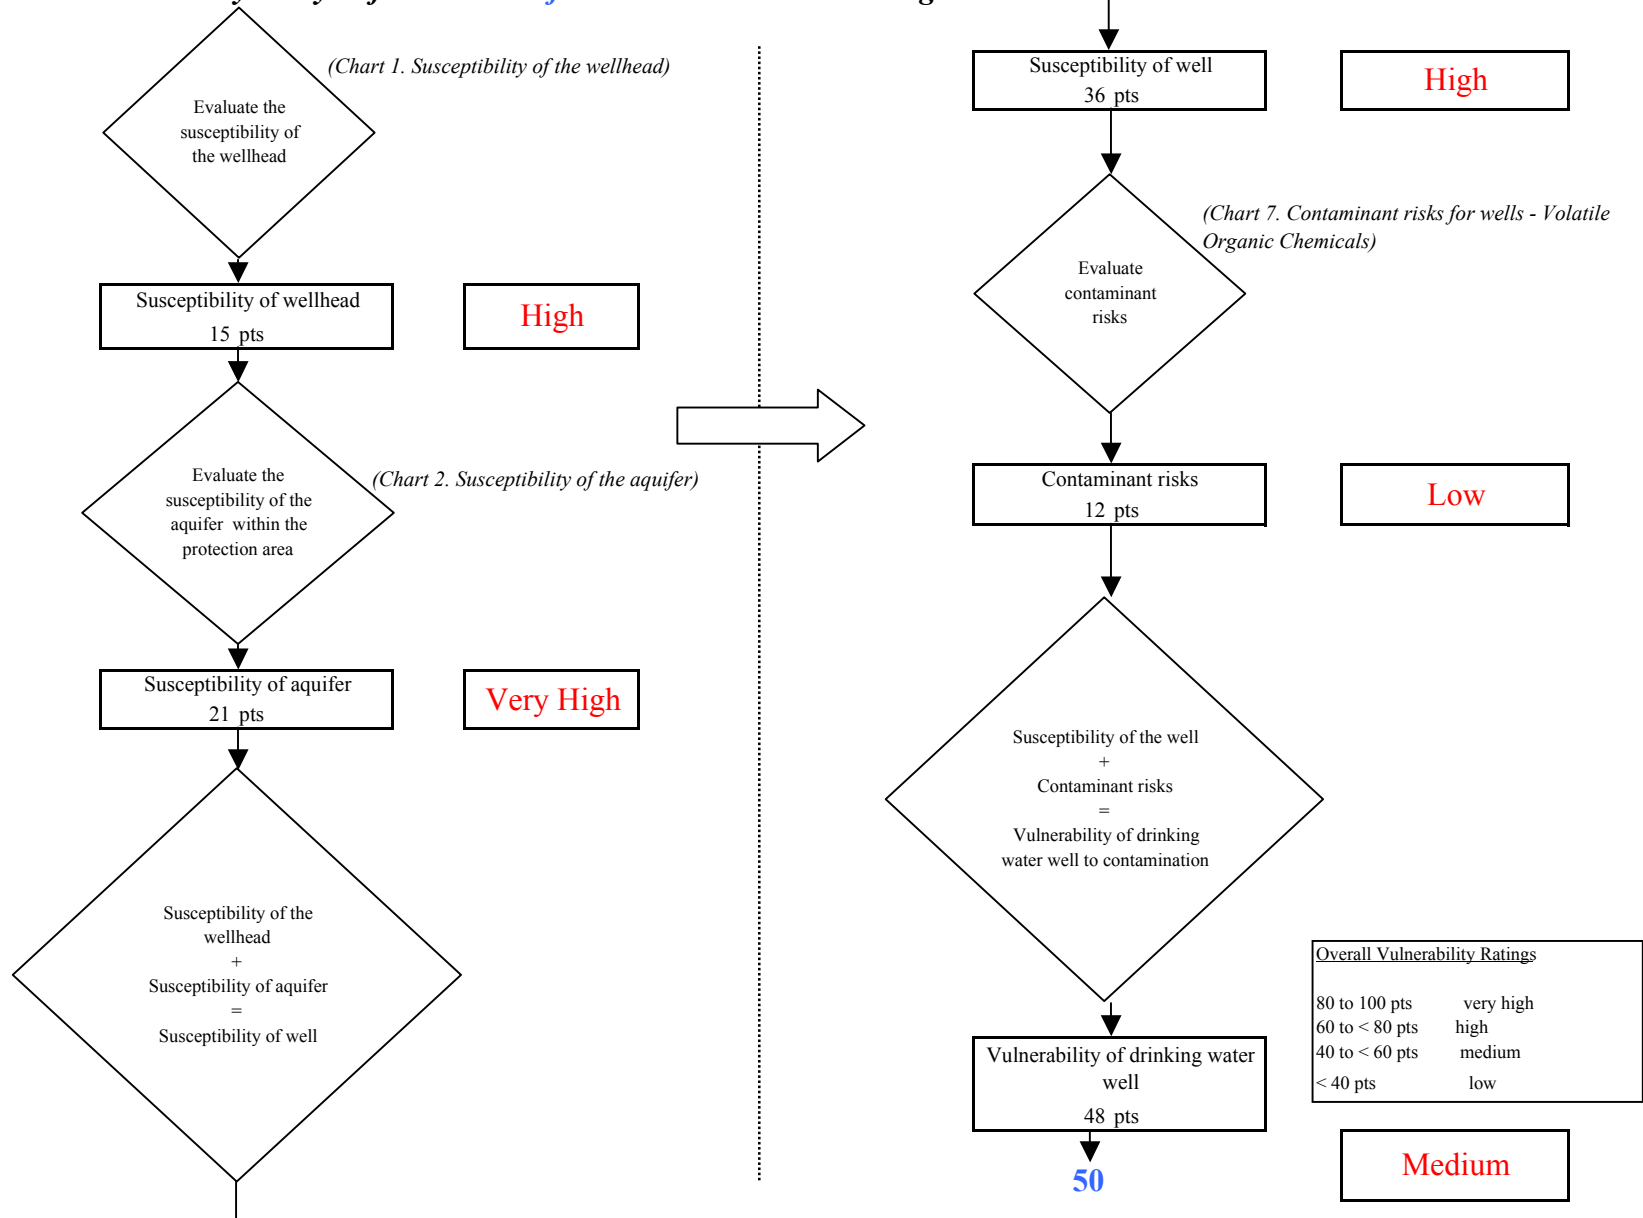 (Chart 1. Susceptibility of the wellhead)
Evaluate the
susceptibility of
the wellhead
Susceptibility of wellhead
15 pts
High
(Chart 2. Susceptibility of the aquifer)
Evaluate the
susceptibility of the
aquifer within the
protection area
Susceptibility of aquifer
21 pts
Very High
Susceptibility of the
wellhead
+
Susceptibility of aquifer
=
Susceptibility of well
Susceptibility of well
36 pts
High
(Chart 7. Contaminant risks for wells - Volatile
Organic Chemicals)
Evaluate
contaminant
risks
Contaminant risks
12 pts
Low
Susceptibility of the well
+
Contaminant risks
=
Vulnerability of drinking
water well to contamination
Overall Vulnerability Ratings
80 to 100 pts very high
60 to < 80 pts high
40 to < 60 pts medium
< 40 pts low
Vulnerability of drinking water
well
48 pts
50
Medium